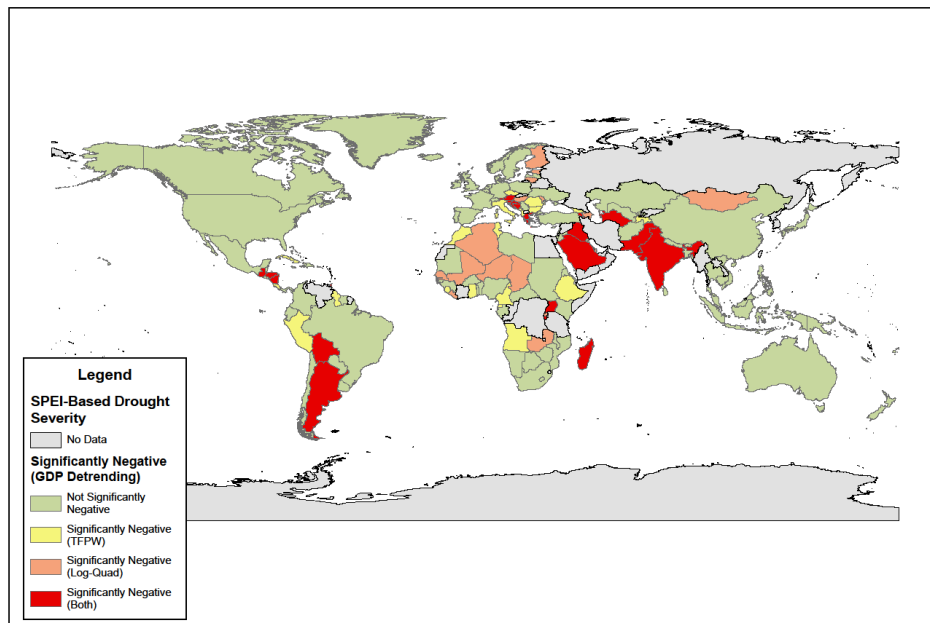 Legend
SPEI-Based Drought
Severity
No Data
Significantly Negative
(GDP Detrending)
Not Significantly
Negative
Significantly Negative
(TFPW)
Significantly Negative
(Log-Quad)
Significantly Negative
(Both)